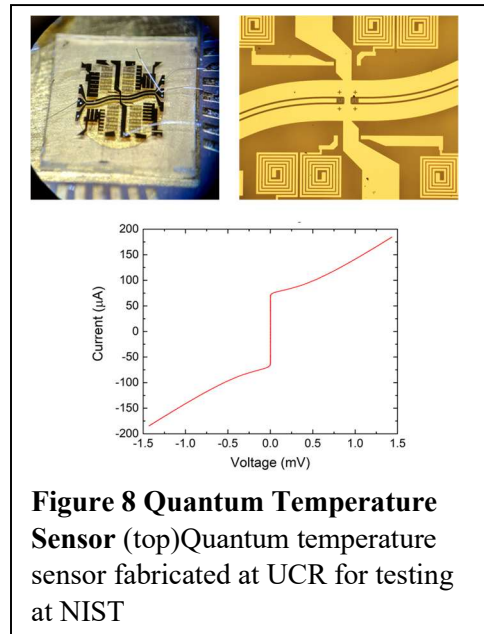 200
150
100
50
0
-50
-100
-150
-200
Current (µA)
-1.5 -1.0 -0.5 0.0 0.5 1.0 1.5
Voltage (mV)
Figure 8 Quantum Temperature
Sensor (top)Quantum temperature
sensor fabricated at UCR for testing
at NIST